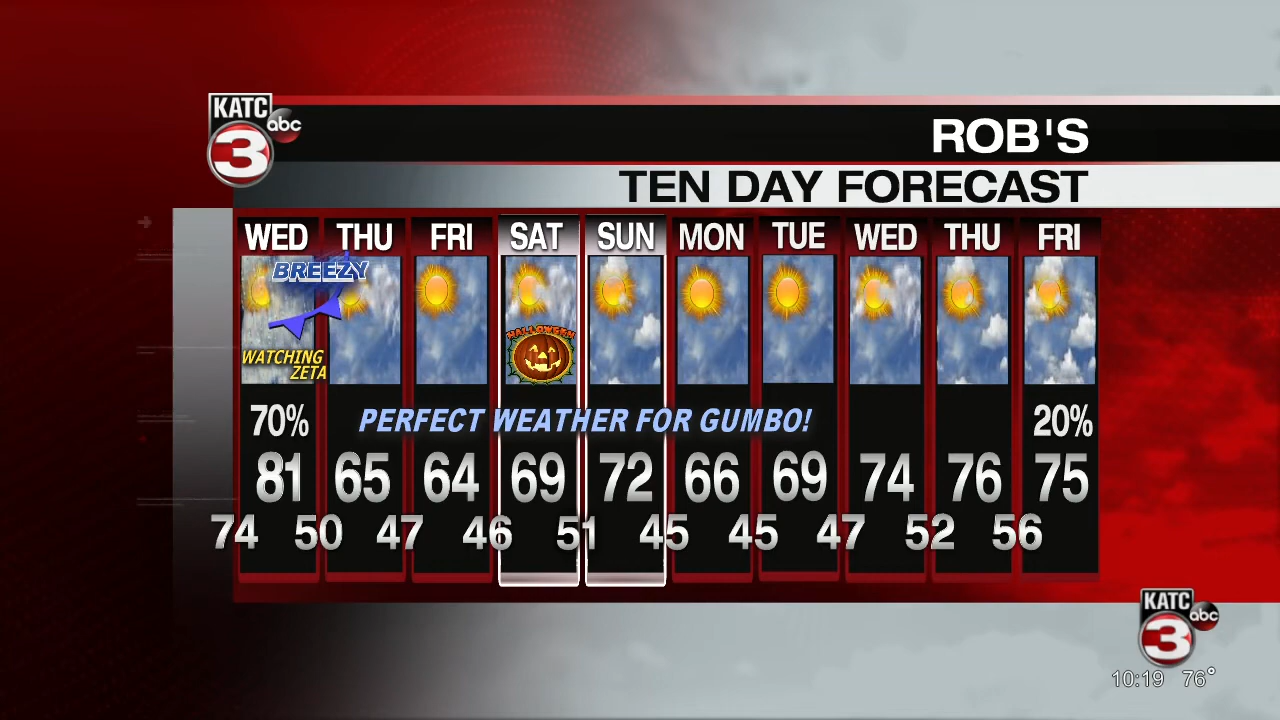 KATC
abc
3
ROB'S
TEN DAY FORECAST
WED THU FRI SAT SUN MON TUE WED THU FRI
BREEZY
HALLOWEEN
WATCHING
ZETA
70% PERFECT WEATHER FOR GUMBO! 20%
81 65 64 69 72 66 69 74 76 75
74 50 47 46 51 45 45 47 52 56
KATC
abc
3
10:19 76°